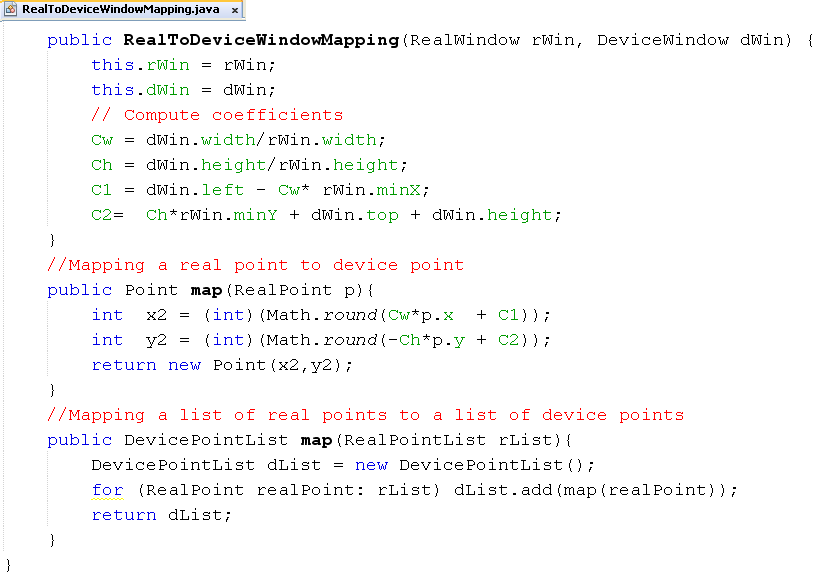 RealToDeviceWindowMapping.java x
public RealToDeviceWindowMapping(RealWindow rWin, DeviceWindow dWin) {
this.rWin = rWin;
this.dWin = dWin;
// Compute coefficients
Cw = dWin.width/rWin.width;
Ch = dWin.height/rWin.height;
C1 = dWin.left - Cw* rWin.minX;
C2=  Ch*rWin.minY + dWin.top + dWin.height;
}
//Mapping a real point to device point
public Point map(RealPoint p){
int  x2 = (int)(Math.round(Cw*p.x  + C1));
int  y2 = (int)(Math.round(-Ch*p.y + C2));
return new Point(x2,y2);
}
//Mapping a list of real points to a list of device points
public DevicePointList map(RealPointList rList){
DevicePointList dList = new DevicePointList();
for (RealPoint realPoint: rList) dList.add(map(realPoint));
return dList;
}
}